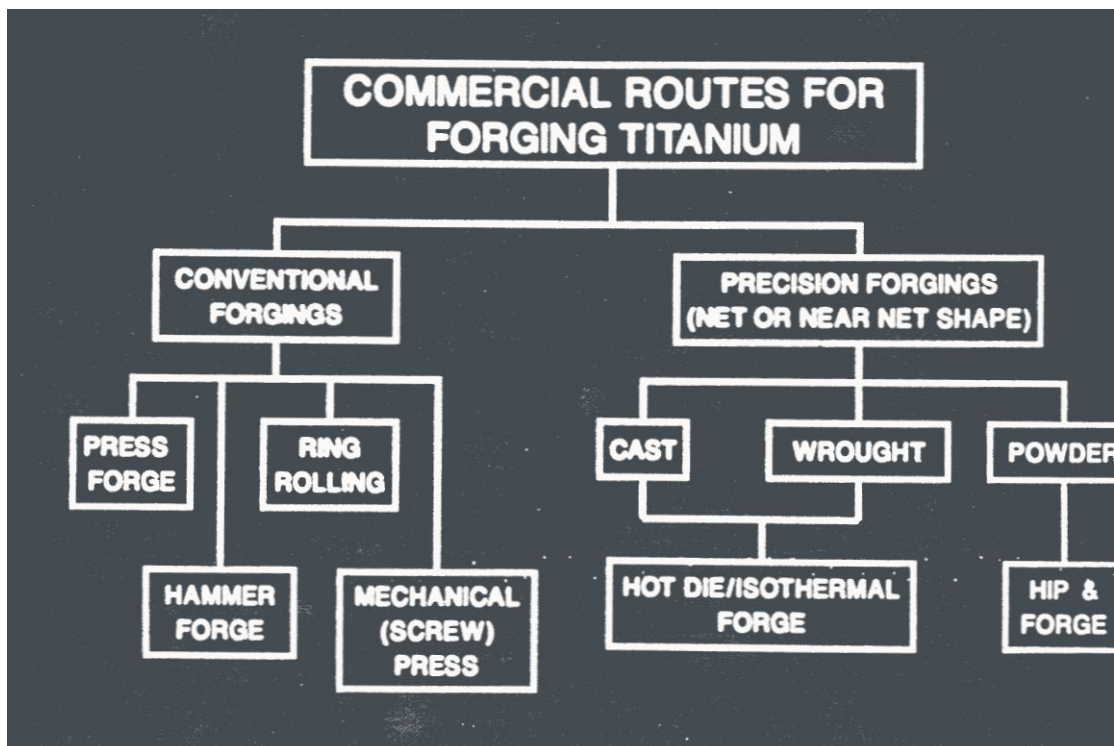 COMMERCIAL ROUTES FOR
FORGING TITANIUM
CONVENTIONAL
FORGINGS
PRECISION FORGINGS
(NET OR NEAR NET SHAPE)
PRESS
FORGE
RING
ROLLING
CAST
WROUGHT
POWDER
HAMMER
FORGE
MECHANICAL
(SCREW)
PRESS
HOT DIE/ISOTHERMAL
FORGE
HIP &
FORGE